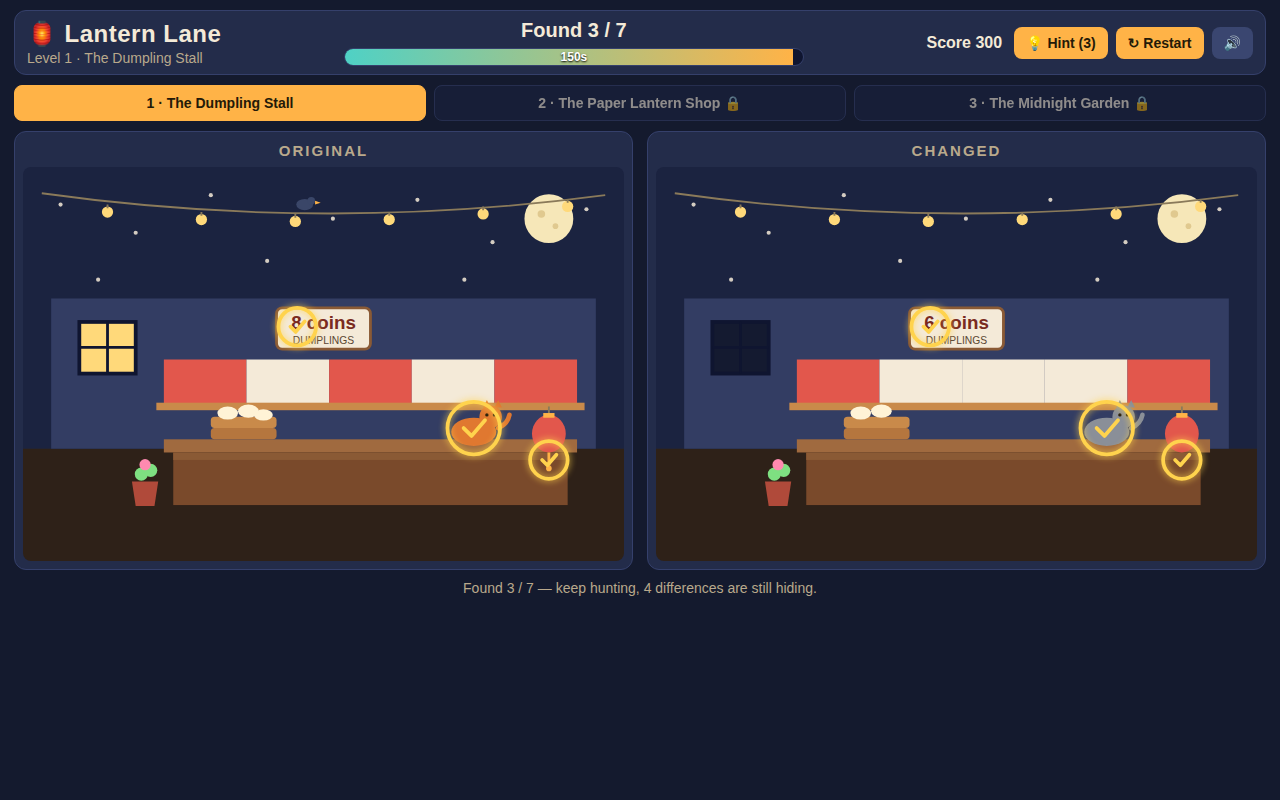 Lantern Lane
Level 1 · The Dumpling Stall
Found 3 / 7
150s
Score 300
Hint (3)
↻ Restart
1 · The Dumpling Stall
2 · The Paper Lantern Shop
3 · The Midnight Garden
ORIGINAL
CHANGED
8 coins
DUMPLINGS
6 coins
DUMPLINGS
Found 3 / 7 — keep hunting, 4 differences are still hiding.